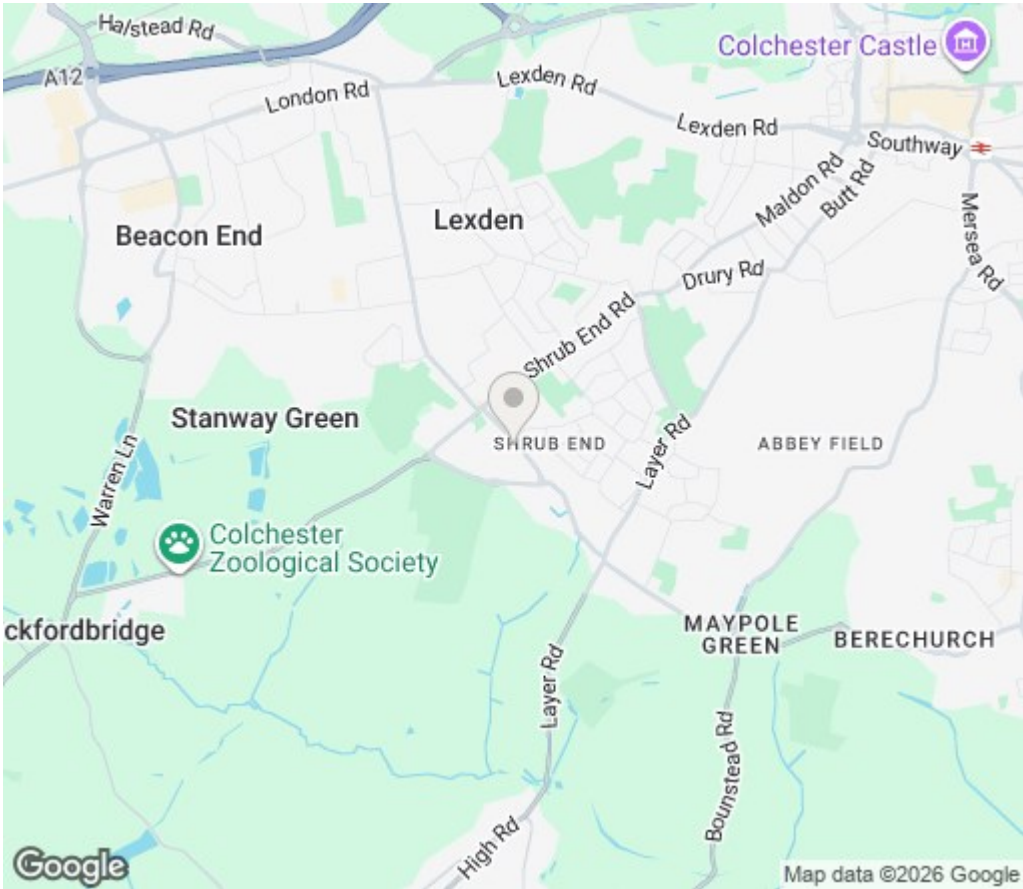 Halstead Rd
Colchester Castle
A12
Lexden Rd
London Rd
Lexden Rd
Southway
Maldon Rd
Butt Rd
Mersea Rd
Lexden
Beacon End
Drury Rd
Shrub End Rd
Stanway Green
SHRUB END
Layer Rd
ABBEY FIELD
Warren Ln
Colchester
Zoological Society
ckfordbridge
MAYPOLE
GREEN
BERECHURCH
Layer Rd
Bounstead Rd
High Rd
Google
Map data ©2026 Google